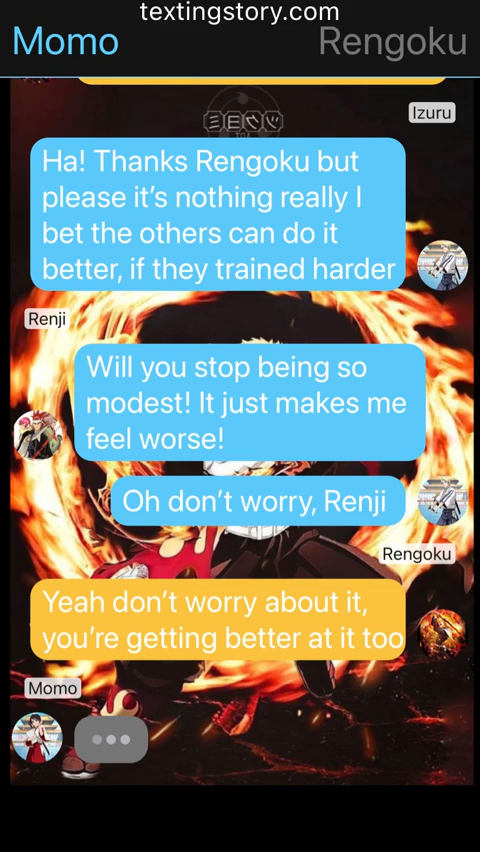 textingstory.com
Momo
Rengoku
Izuru
Ha! Thanks Rengoku but
please it’s nothing really I
bet the others can do it
better, if they trained harder
Renji
Will you stop being so
modest! It just makes me
feel worse!
Oh don’t worry, Renji
Rengoku
Yeah don’t worry about it,
you’re getting better at it too
Momo